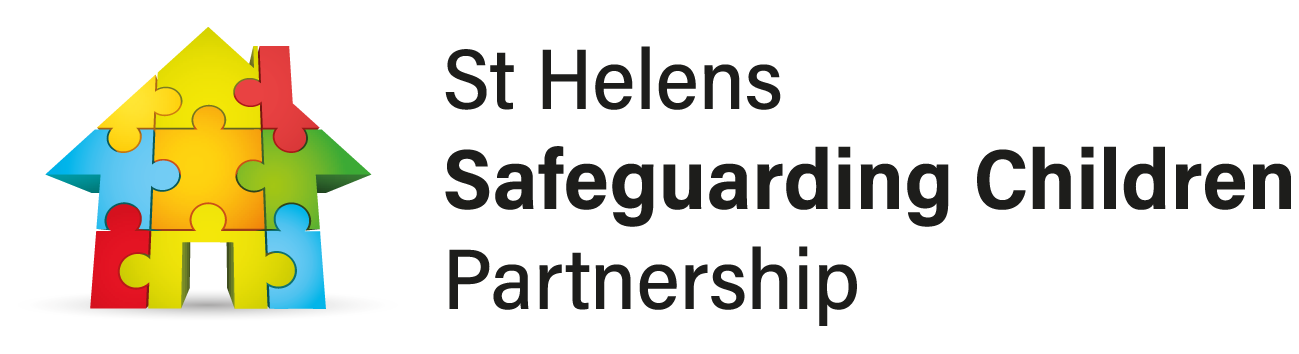 St Helens
Safeguarding Children
Partnership